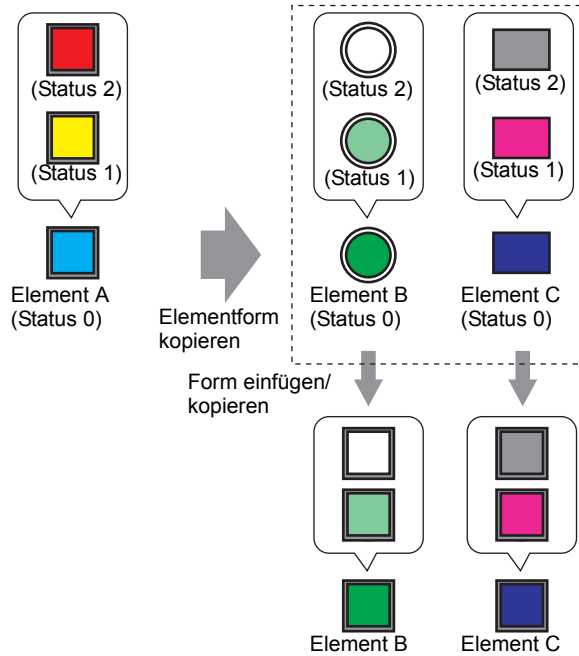 (Status 2)
(Status 1)
Element A
(Status 0)
Elementform
kopieren
(Status 2)
(Status 1)
Element B
(Status 0)
(Status 2)
(Status 1)
Element C
(Status 0)
Form einfügen/
kopieren
Element B
Element C